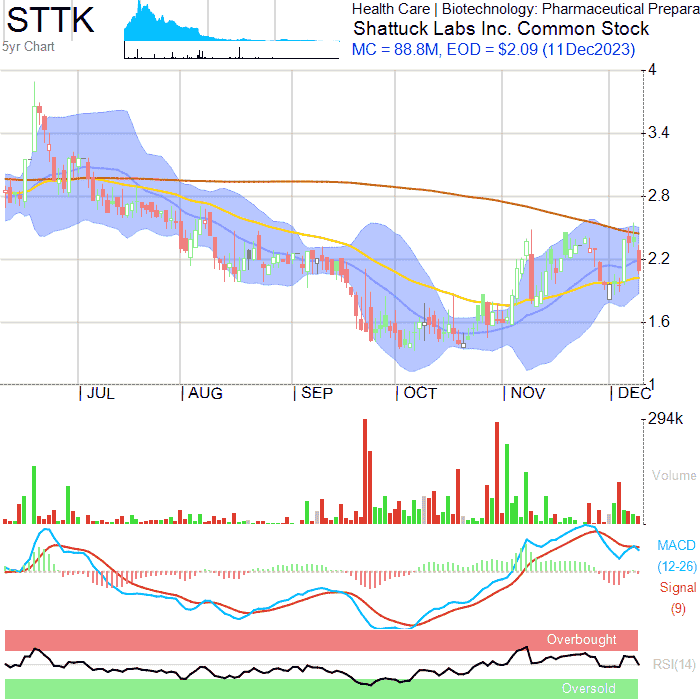 STTK
5yr Chart
Health Care | Biotechnology: Pharmaceutical Prepara
Shattuck Labs Inc. Common Stock
MC = 88.8M, EOD = $2.09 (11Dec2023)
4
3.4
2.8
2.2
1.6
1
JUL AUG SEP OCT NOV DEC
294k
Volume
MACD
(12-26)
Signal
(9)
Overbought
RSI(14)
Oversold